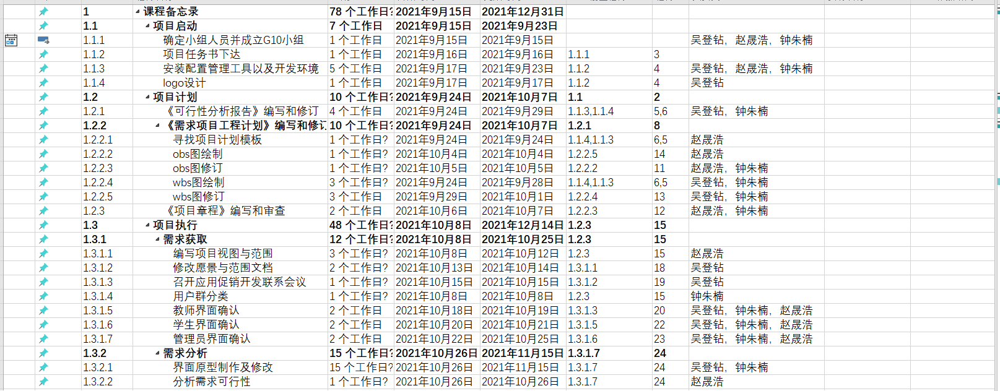 1 课程备忘录 78 个工作日? 2021年9月15日 2021年12月31日
1.1 项目启动 7 个工作日 2021年9月15日 2021年9月23日
1.1.1 确定小组人员并成立G10小组 1 个工作日 2021年9月15日 2021年9月15日 吴登钻，赵晟浩，钟朱楠
1.1.2 项目任务书下达 1 个工作日 2021年9月16日 2021年9月16日 1.1.1 3
1.1.3 安装配置管理工具以及开发环境 5 个工作日 2021年9月17日 2021年9月23日 1.1.2 4 吴登钻，赵晟浩，钟朱楠
1.1.4 logo设计 1 个工作日 2021年9月17日 2021年9月17日 1.1.2 4 吴登钻
1.2 项目计划 10 个工作日? 2021年9月24日 2021年10月7日 1.1 2
1.2.1 《可行性分析报告》编写和修订 4 个工作日 2021年9月24日 2021年9月29日 1.1.3,1.1.4 5,6 吴登钻，钟朱楠
1.2.2 《需求项目工程计划》编写和修订 10 个工作日? 2021年9月24日 2021年10月7日 1.2.1 8
1.2.2.1 寻找项目计划模板 1 个工作日? 2021年9月24日 2021年9月24日 1.1.4,1.1.3 6,5 赵晟浩
1.2.2.2 obs图绘制 1 个工作日? 2021年10月4日 2021年10月4日 1.2.2.5 14 赵晟浩
1.2.2.3 obs图修订 1 个工作日? 2021年10月5日 2021年10月5日 1.2.2.2 11 赵晟浩，钟朱楠
1.2.2.4 wbs图绘制 3 个工作日? 2021年9月24日 2021年9月28日 1.1.4,1.1.3 6,5 吴登钻，钟朱楠
1.2.2.5 wbs图修订 3 个工作日 2021年9月29日 2021年10月1日 1.2.2.4 13 吴登钻，钟朱楠
1.2.3 《项目章程》编写和审查 2 个工作日 2021年10月6日 2021年10月7日 1.2.2.3 12 赵晟浩，钟朱楠
1.3 项目执行 48 个工作日? 2021年10月8日 2021年12月14日 1.2.3 15
1.3.1 需求获取 12 个工作日? 2021年10月8日 2021年10月25日 1.2.3 15
1.3.1.1 编写项目视图与范围 3 个工作日? 2021年10月8日 2021年10月12日 1.2.3 15 赵晟浩
1.3.1.2 修改愿景与范围文档 2 个工作日? 2021年10月13日 2021年10月14日 1.3.1.1 18 吴登钻
1.3.1.3 召开应用促销开发联系会议 1 个工作日? 2021年10月15日 2021年10月15日 1.3.1.2 19 吴登钻
1.3.1.4 用户群分类 1 个工作日? 2021年10月8日 2021年10月8日 1.2.3 15 钟朱楠
1.3.1.5 教师界面确认 2 个工作日 2021年10月18日 2021年10月19日 1.3.1.3 20 吴登钻，钟朱楠，赵晟浩
1.3.1.6 学生界面确认 2 个工作日 2021年10月20日 2021年10月21日 1.3.1.5 22 吴登钻，钟朱楠，赵晟浩
1.3.1.7 管理员界面确认 2 个工作日 2021年10月22日 2021年10月25日 1.3.1.6 23 吴登钻，钟朱楠，赵晟浩
1.3.2 需求分析 15 个工作日? 2021年10月26日 2021年11月15日 1.3.1.7 24
1.3.2.1 界面原型制作及修改 15 个工作日? 2021年10月26日 2021年11月15日 1.3.1.7 24 吴登钻，钟朱楠
1.3.2.2 分析需求可行性 1 个工作日? 2021年10月26日 2021年10月26日 1.3.1.7 24 赵晟浩